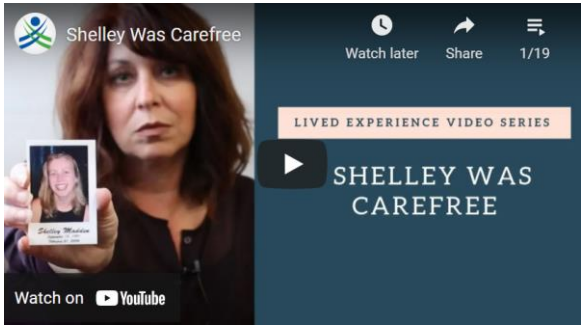 Shelley Was Carefree
Watch later
Share
1/19
LIVED EXPERIENCE VIDEO SERIES
SHELLEY WAS
CAREFREE
Shelley Madden
Watch on YouTube